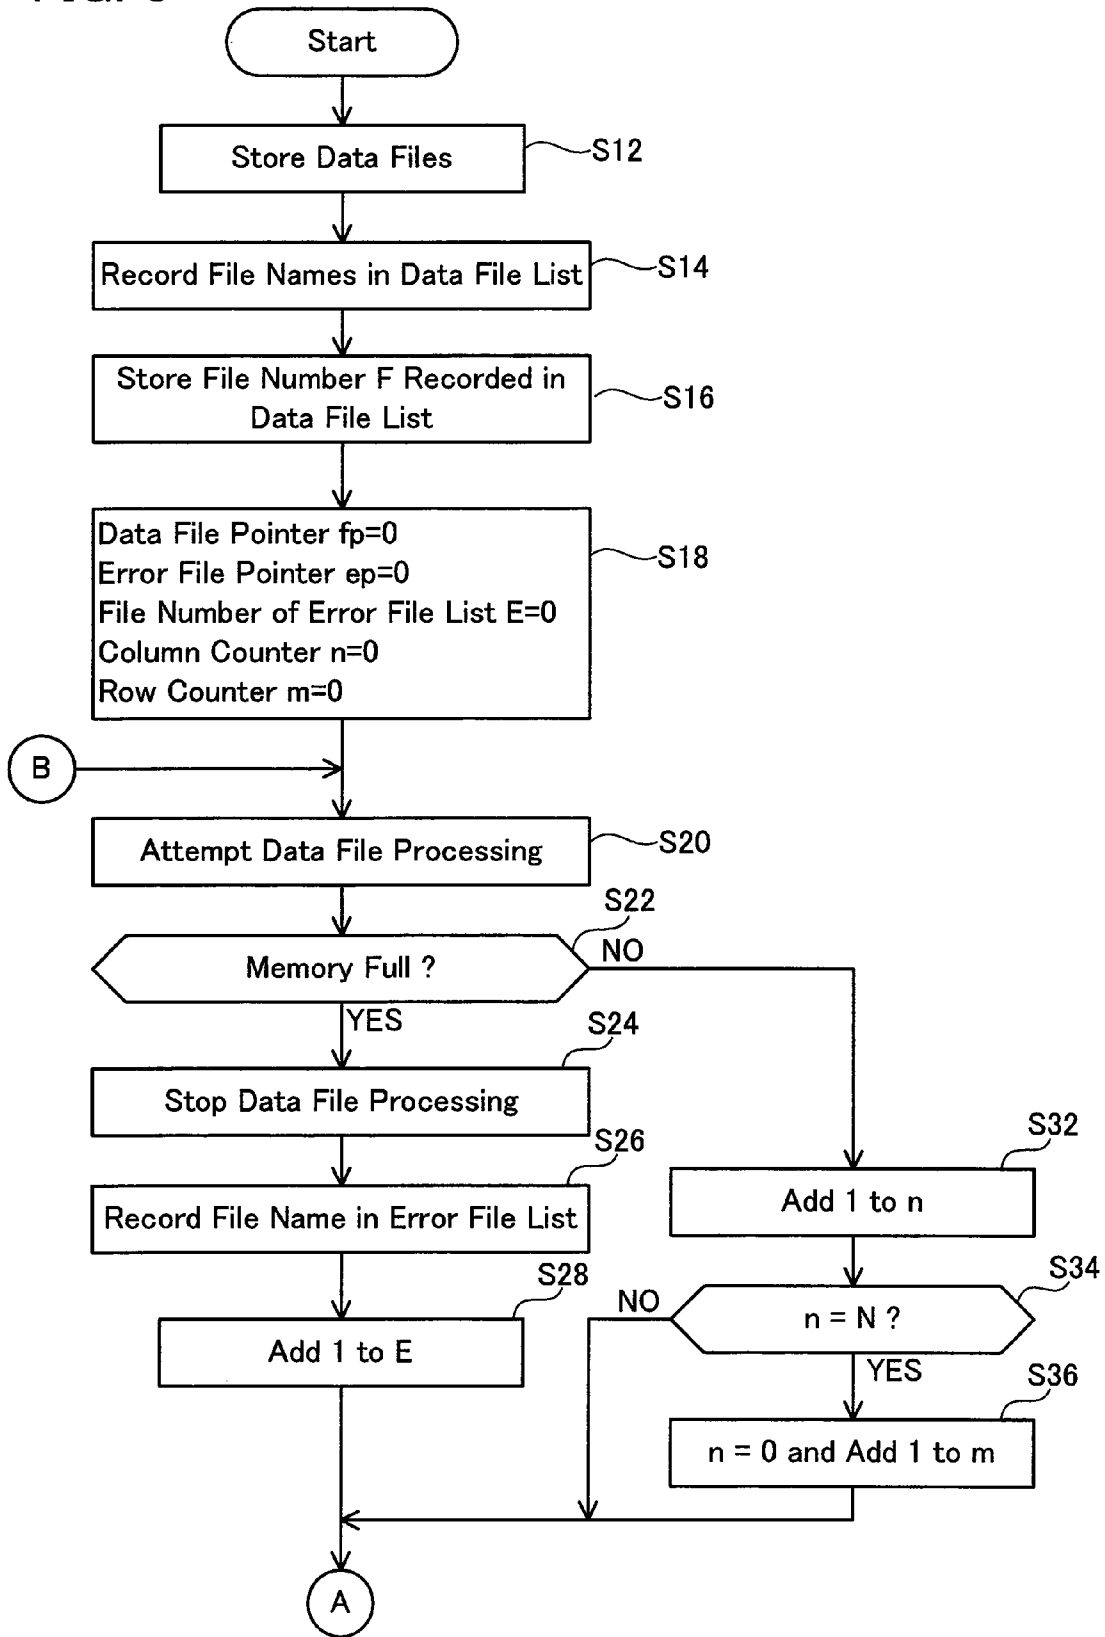 Start
Store Data Files
S12
Record File Names in Data File List
S14
Store File Number F Recorded in
Data File List
S16
Data File Pointer fp=0
Error File Pointer ep=0
File Number of Error File List E=0
Column Counter n=0
Row Counter m=0
S18
B
Attempt Data File Processing
S20
S22
Memory Full ?
NO
YES
S24
Stop Data File Processing
S26
Record File Name in Error File List
S28
Add 1 to E
S32
Add 1 to n
S34
n = N ?
NO
YES
S36
n = 0 and Add 1 to m
A